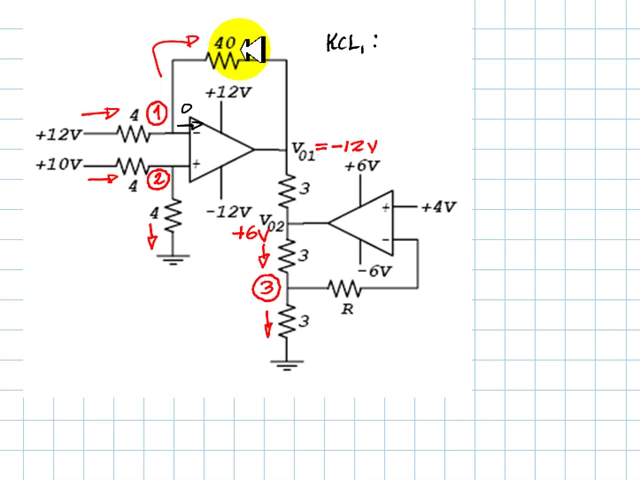 KCL, :
40
+12V
0
4
1
+12V
-
V01 = -12V
+10V
+
+6V
4
2
3
+4V
+
-12V
V02
4
+6V
-
3
-6V
3
R
3